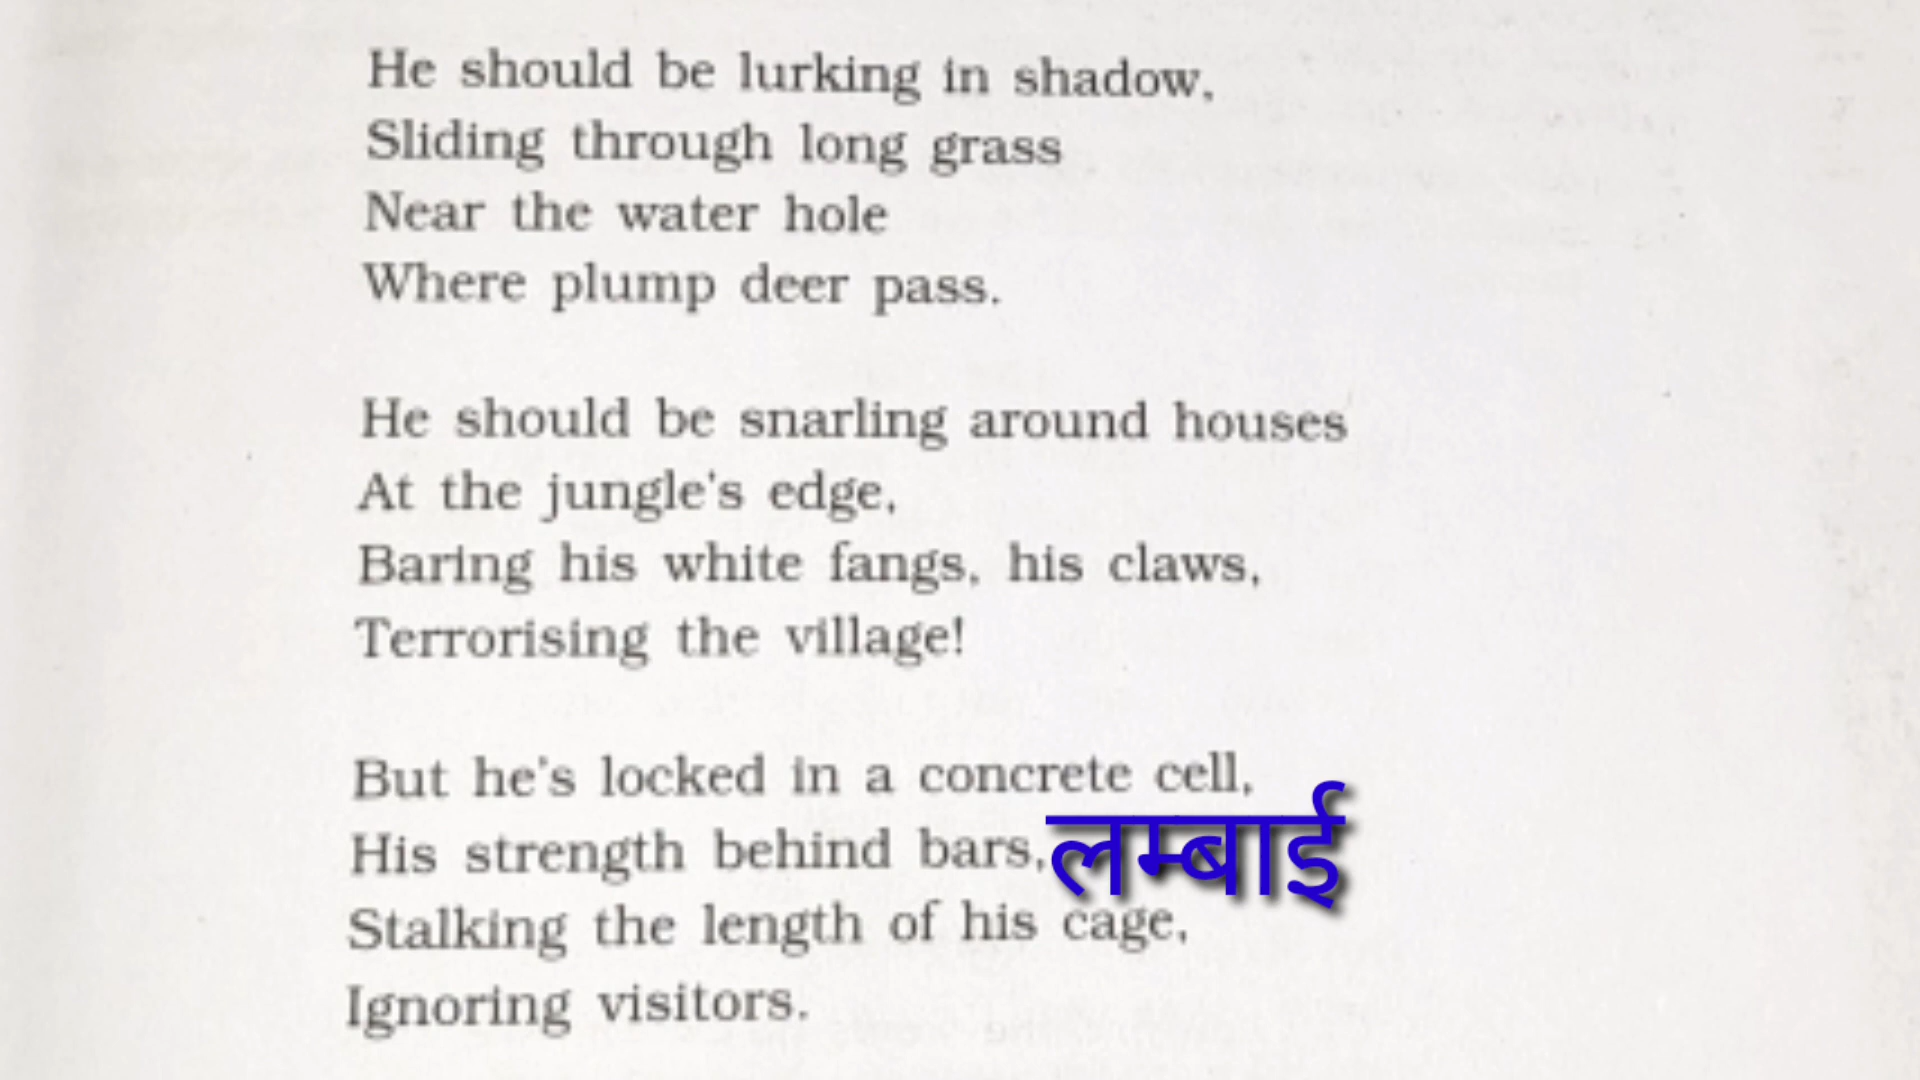 He should be lurking in shadow,
Sliding through long grass
Near the water hole
Where plump deer pass.
He should be snarling around houses
At the jungle's edge,
Baring his white fangs, his claws,
Terrorising the village!
But he's locked in a concrete cell,
His strength behind bars,
लम्बाई
Stalking the length of his cage,
Ignoring visitors.